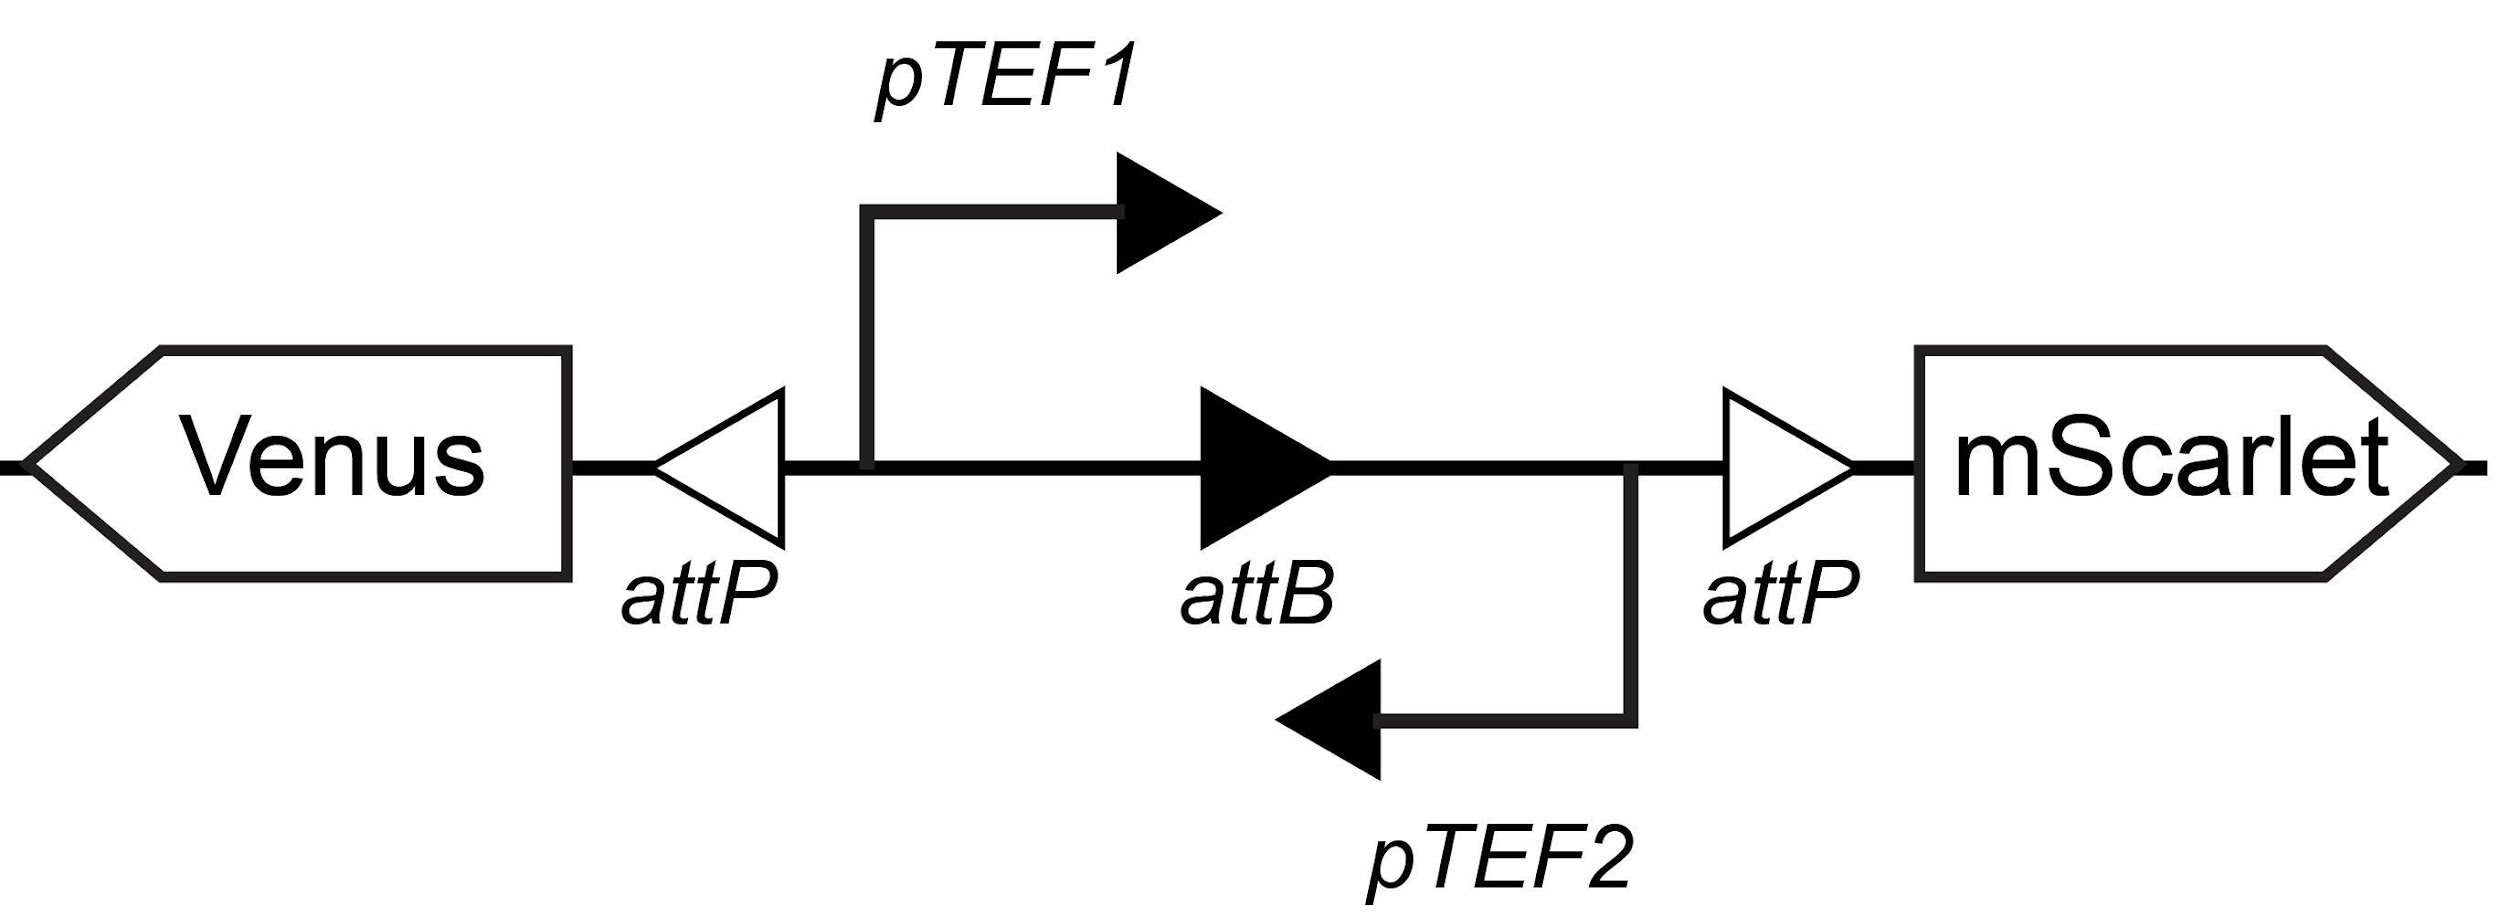 pTEF1
Venus
mScarlet
attP
attB
attP
pTEF2